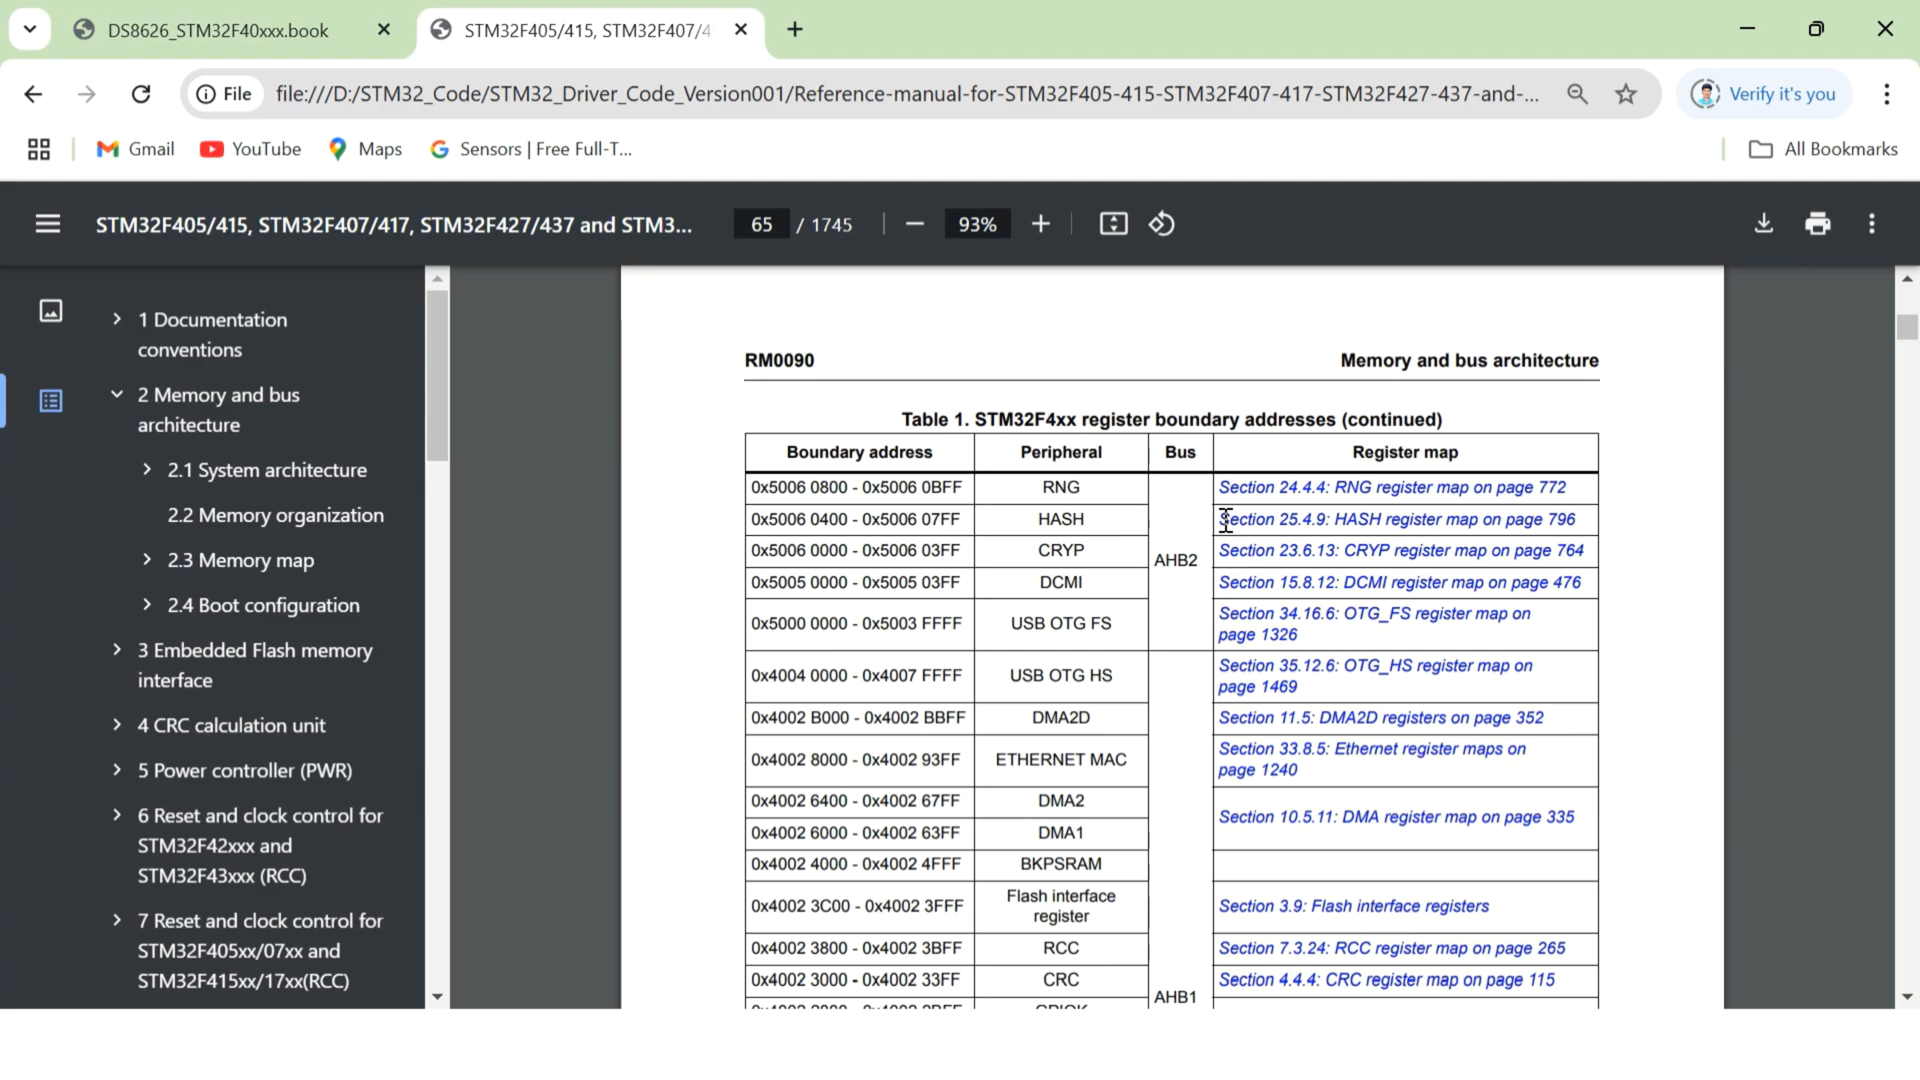 DS8626_STM32F40xxx.book
STM32F405/415, STM32F407/4
File
file:///D:/STM32_Code/STM32_Driver_Code_Version001/Reference-manual-for-STM32F405-415-STM32F407-417-STM32F427-437-and-...
Verify it's you
Gmail
YouTube
Maps
Sensors | Free Full-T...
All Bookmarks
STM32F405/415, STM32F407/417, STM32F427/437 and STM3...
65 / 1745
93%
1 Documentation
conventions
2 Memory and bus
architecture
2.1 System architecture
2.2 Memory organization
2.3 Memory map
2.4 Boot configuration
3 Embedded Flash memory
interface
4 CRC calculation unit
5 Power controller (PWR)
6 Reset and clock control for
STM32F42xxx and
STM32F43xxx (RCC)
7 Reset and clock control for
STM32F405xx/07xx and
STM32F415xx/17xx(RCC)
RM0090 Memory and bus architecture
Table 1. STM32F4xx register boundary addresses (continued)
Boundary address Peripheral Bus Register map
0x5006 0800 - 0x5006 0BFF RNG Section 24.4.4: RNG register map on page 772
0x5006 0400 - 0x5006 07FF HASH Section 25.4.9: HASH register map on page 796
0x5006 0000 - 0x5006 03FF CRYP Section 23.6.13: CRYP register map on page 764
AHB2
0x5005 0000 - 0x5005 03FF DCMI Section 15.8.12: DCMI register map on page 476
0x5000 0000 - 0x5003 FFFF USB OTG FS Section 34.16.6: OTG_FS register map on
page 1326
0x4004 0000 - 0x4007 FFFF USB OTG HS Section 35.12.6: OTG_HS register map on
page 1469
0x4002 B000 - 0x4002 BBFF DMA2D Section 11.5: DMA2D registers on page 352
0x4002 8000 - 0x4002 93FF ETHERNET MAC Section 33.8.5: Ethernet register maps on
page 1240
0x4002 6400 - 0x4002 67FF DMA2 Section 10.5.11: DMA register map on page 335
0x4002 6000 - 0x4002 63FF DMA1
0x4002 4000 - 0x4002 4FFF BKPSRAM
0x4002 3C00 - 0x4002 3FFF Flash interface
register Section 3.9: Flash interface registers
0x4002 3800 - 0x4002 3BFF RCC Section 7.3.24: RCC register map on page 265
0x4002 3000 - 0x4002 33FF CRC Section 4.4.4: CRC register map on page 115
AHB1